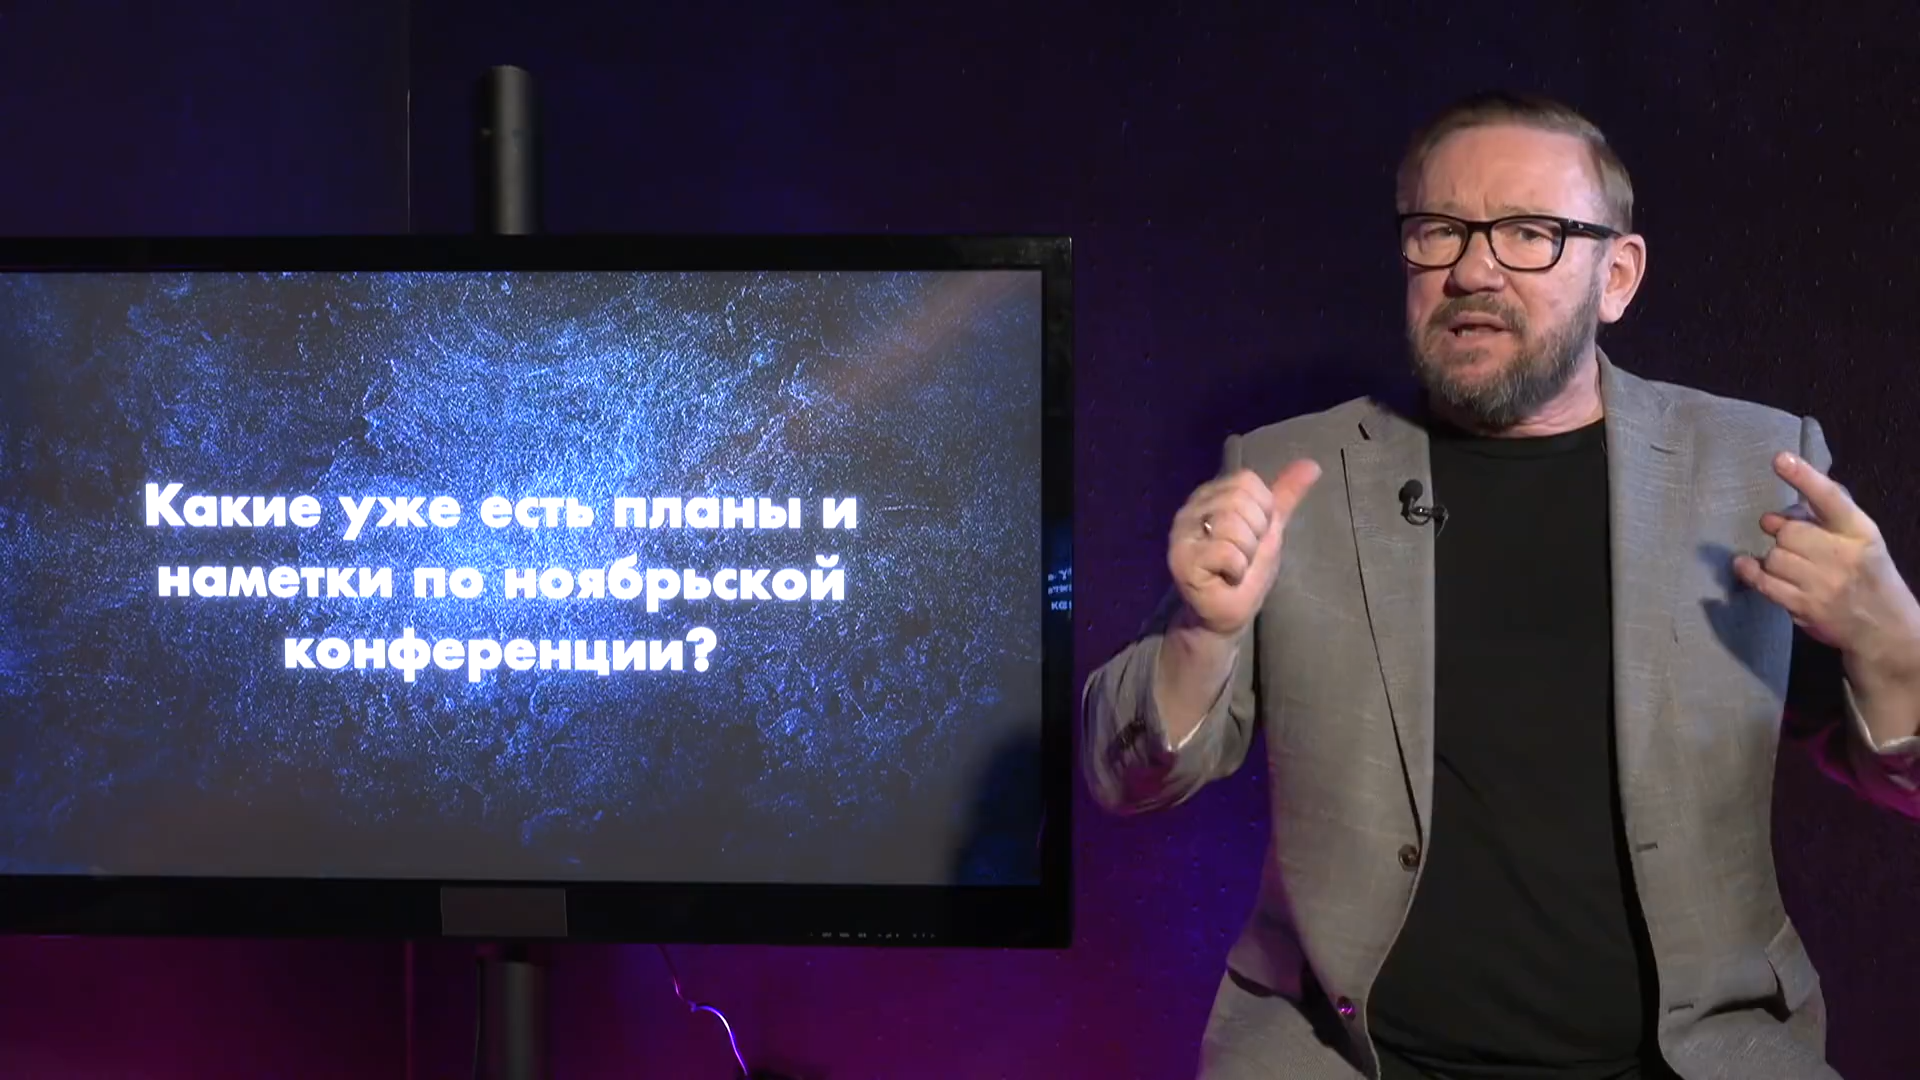 Какие уже есть планы и
наметки по ноябрьской
конференции?